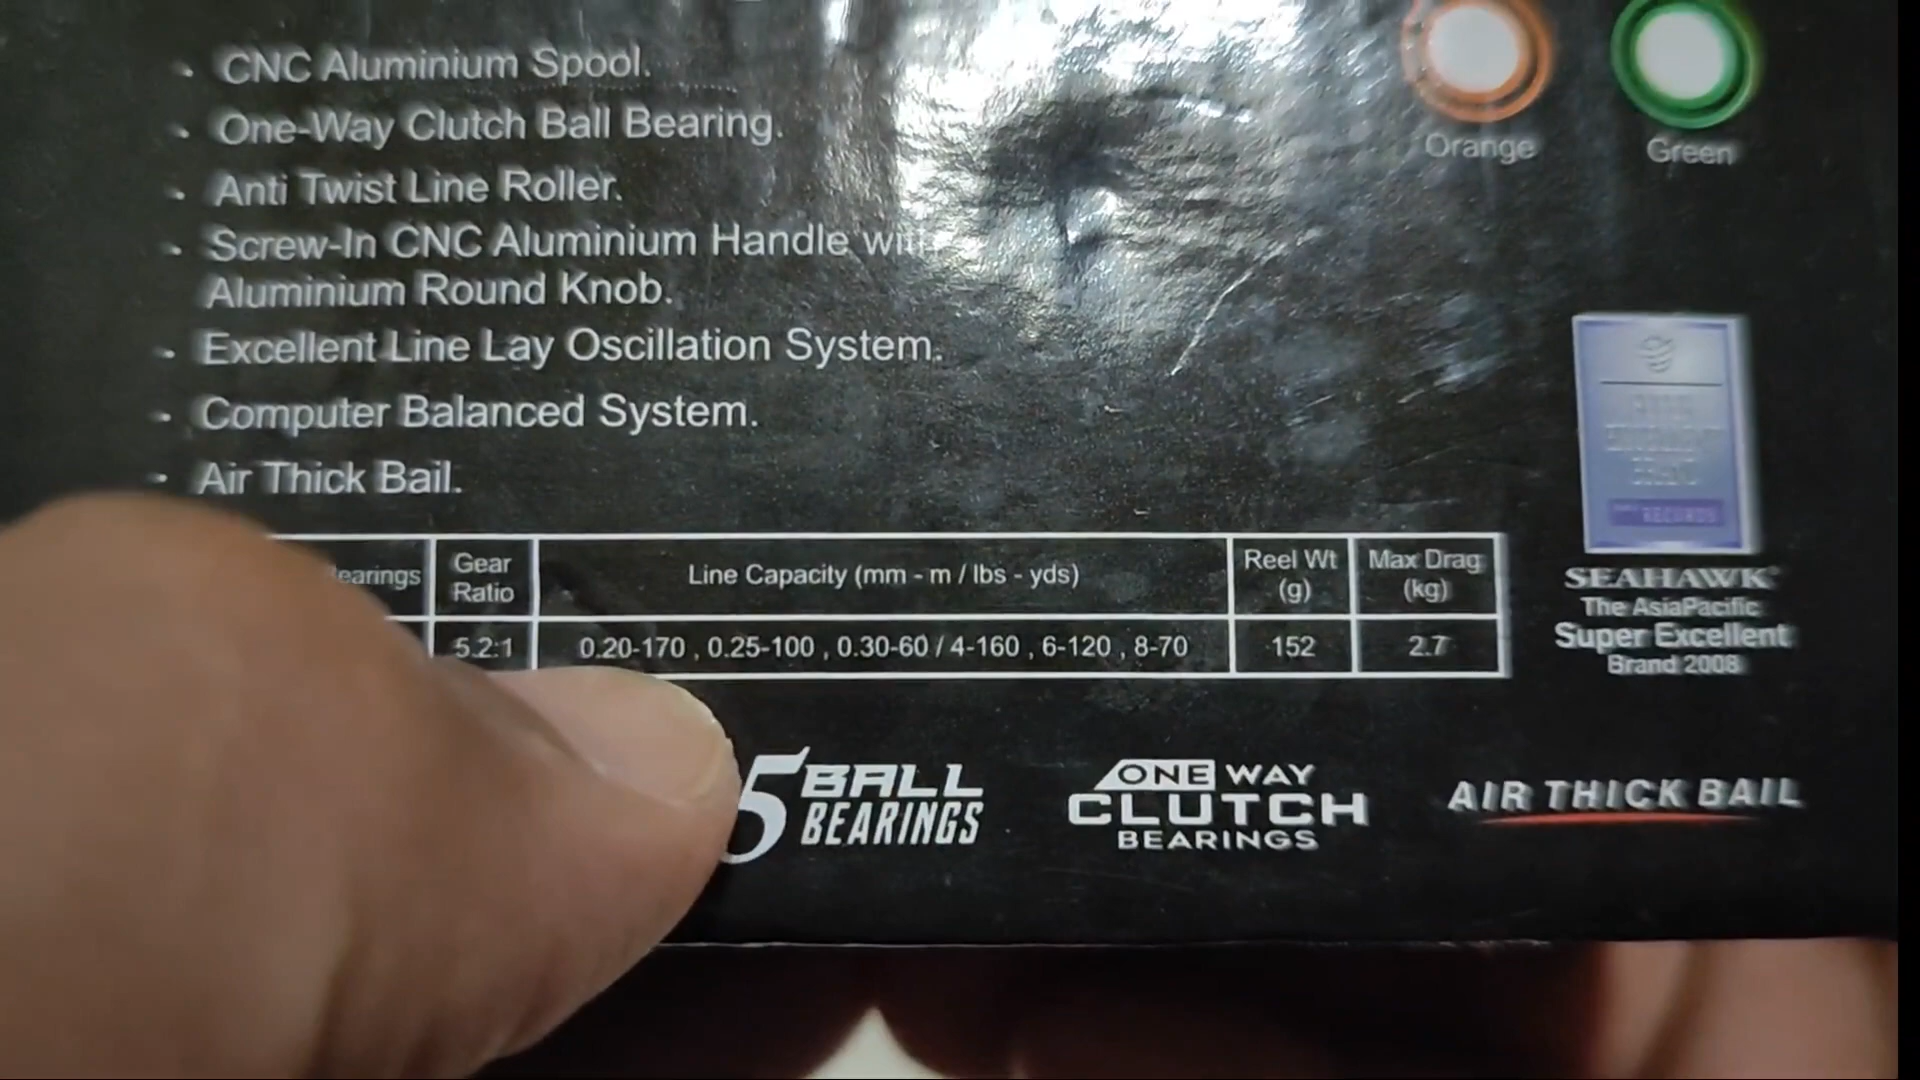 - CNC Aluminium Spool.
- One-Way Clutch Ball Bearing.
- Anti Twist Line Roller.
- Screw-In CNC Aluminium Handle
Aluminium Round Knob.
- Excellent Line Lay Oscillation System.
- Computer Balanced System.
- Air Thick Bail.
Orange
Green
Gear Ratio
Line Capacity (mm - m / lbs - yds)
Reel Wt (g)
Max Drag (kg)
5.2:1
0.20-170 , 0.25-100 , 0.30-60 / 4-160 , 6-120 , 8-70
152
2.7
SEAHAWK
The AsiaPacific
Super Excellent
Brand 2008
5 BALL BEARINGS
ONE WAY
CLUTCH
BEARINGS
AIR THICK BAIL